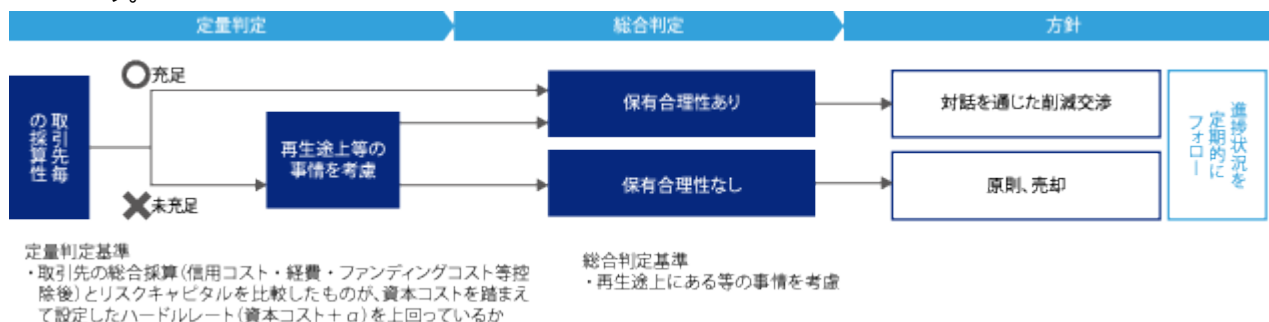 す。
定量判定
総合判定
方針
充足
取引先毎
の採算性
再生途上等の
事情を考慮
未充足
保有合理性あり
保有合理性なし
対話を通じた削減交渉
原則、売却
進捗状況を
定期的に
フォロー
定量判定基準
・取引先の総合採算(信用コスト・経費・ファンディングコスト等控
除後)とリスクキャピタルを比較したものが、資本コストを踏まえ
て設定したハードルレート(資本コスト+α)を上回っているか
総合判定基準
・再生途上にある等の事情を考慮